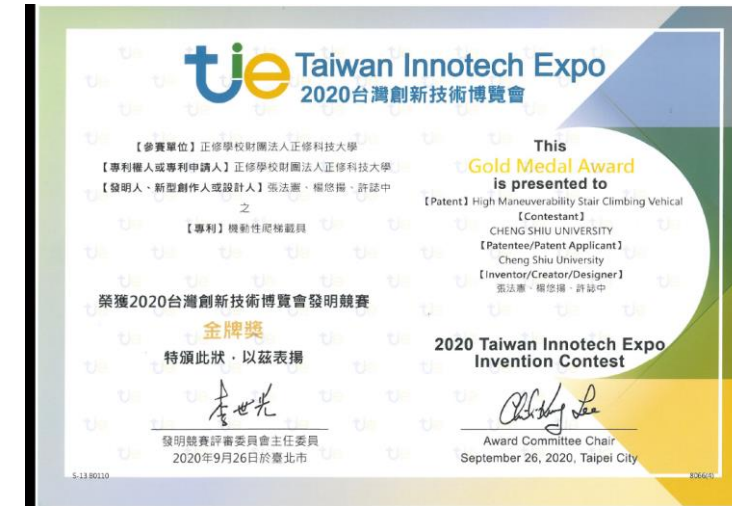 tie Taiwan Innotech Expo
2020台灣創新技術博覽會
【參賽單位】正修學校財團法人正修科技大學
【專利權人或專利申請人】正修學校財團法人正修科技大學
【發明人、新型創作人或設計人】張法憲、楊悠揚、許誌中
之
【專利】機動性爬梯載具
榮獲2020台灣創新技術博覽會發明競賽
金牌獎
特頒此狀，以茲表揚
李世光
發明競賽評審委員會主任委員
2020年9月26日於臺北市
S-13 B0110
This
Gold Medal Award
is presented to
【Patent】High Maneuverability Stair Climbing Vehical
【Contestant】
CHENG SHIU UNIVERSITY
【Patentee/Patent Applicant】
Cheng Shiu University
【Inventor/Creator/Designer】
張法憲、楊悠揚、許誌中
2020 Taiwan Innotech Expo
Invention Contest
Award Committee Chair
September 26, 2020, Taipei City